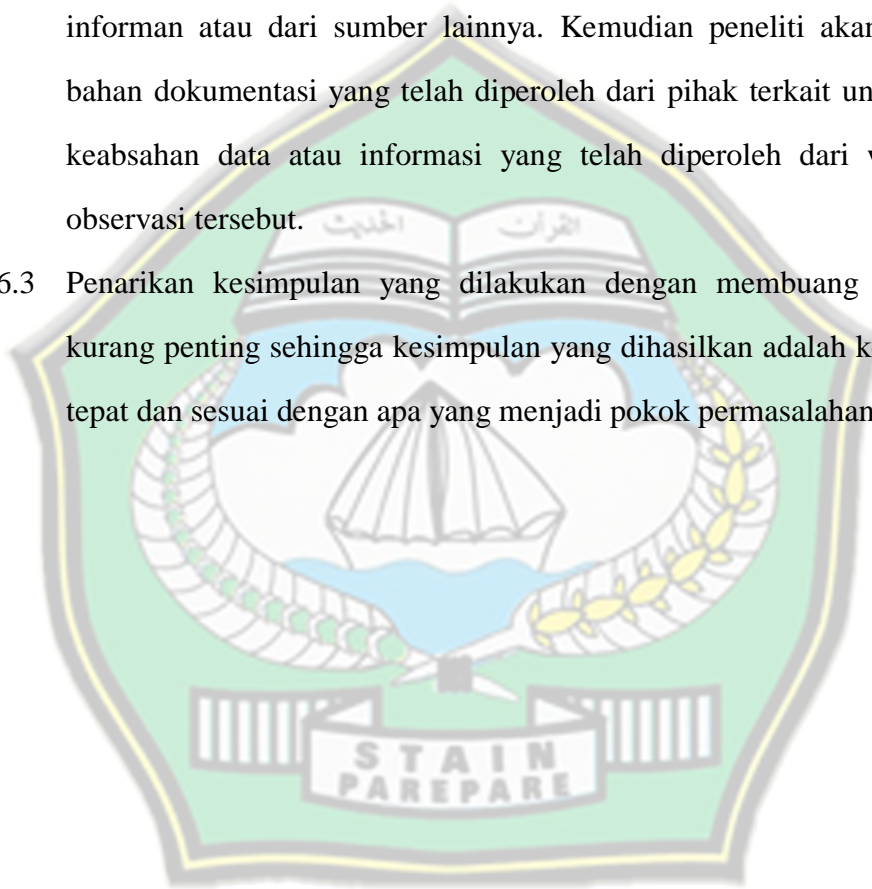 informan atau dari sumber lainnya. Kemudian peneliti akan
bahan dokumentasi yang telah diperoleh dari pihak terkait un
keabsahan data atau informasi yang telah diperoleh dari
observasi tersebut.
6.3 Penarikan kesimpulan yang dilakukan dengan membuang
kurang penting sehingga kesimpulan yang dihasilkan adalah k
tepat dan sesuai dengan apa yang menjadi pokok permasalahan
الحديث القرآن
STAIN
PAREPARE